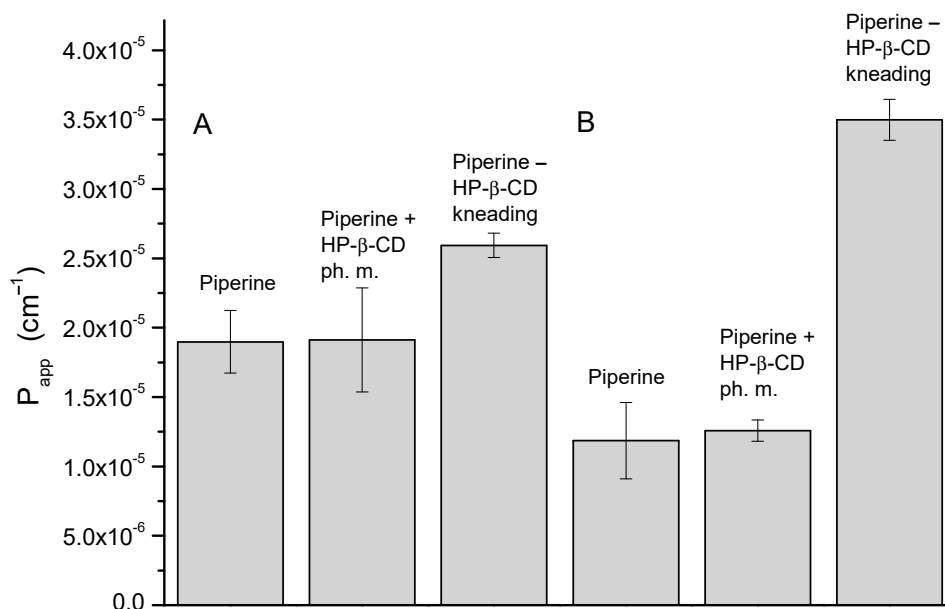 4.0x10⁻⁵
3.5x10⁻⁵
3.0x10⁻⁵
2.5x10⁻⁵
2.0x10⁻⁵
1.5x10⁻⁵
1.0x10⁻⁵
5.0x10⁻⁶
0.0
P_app (cm⁻¹)
A
Piperine
Piperine +
HP-β-CD
ph. m.
Piperine –
HP-β-CD
kneading
B
Piperine
Piperine +
HP-β-CD
ph. m.
Piperine –
HP-β-CD
kneading